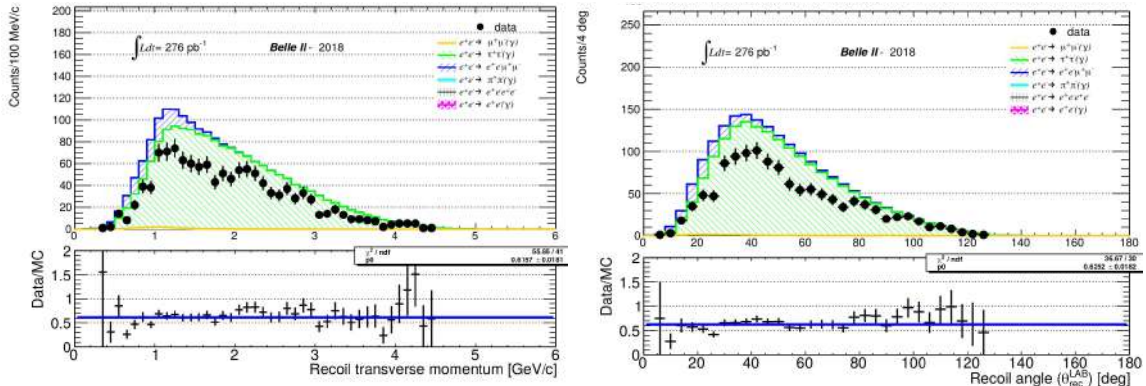 Counts/100 MeV/c
200
180
160
140
120
100
80
60
40
20
0
∫Ldt= 276 pb⁻¹
Belle II - 2018
data
e⁺e⁻→ μ⁺μ⁻(γ)
e⁺e⁻→ τ⁺τ⁻(γ)
e⁺e⁻→ e⁺e⁻μ⁺μ⁻
e⁺e⁻→ π⁺π⁻(γ)
e⁺e⁻→ e⁺e⁻e⁺e⁻
e⁺e⁻→ e⁺e⁻(γ)
0 1 2 3 4 5 6
Data/MC
2
1.5
1
0.5
0
χ² / ndf
p0
0 1 2 3 4 5 6
Recoil transverse momentum [GeV/c]
Counts/4 deg
250
200
150
100
50
0
∫Ldt= 276 pb⁻¹
Belle II - 2018
data
e⁺e⁻→ μ⁺μ⁻(γ)
e⁺e⁻→ τ⁺τ⁻(γ)
e⁺e⁻→ e⁺e⁻μ⁺μ⁻
e⁺e⁻→ π⁺π⁻(γ)
e⁺e⁻→ e⁺e⁻e⁺e⁻
e⁺e⁻→ e⁺e⁻(γ)
0 20 40 60 80 100 120 140 160 180
Data/MC
2
1.5
1
0.5
0
χ² / ndf
p0
0 20 40 60 80 100 120 140 160 180
Recoil angle (θ_rec^LAB) [deg]